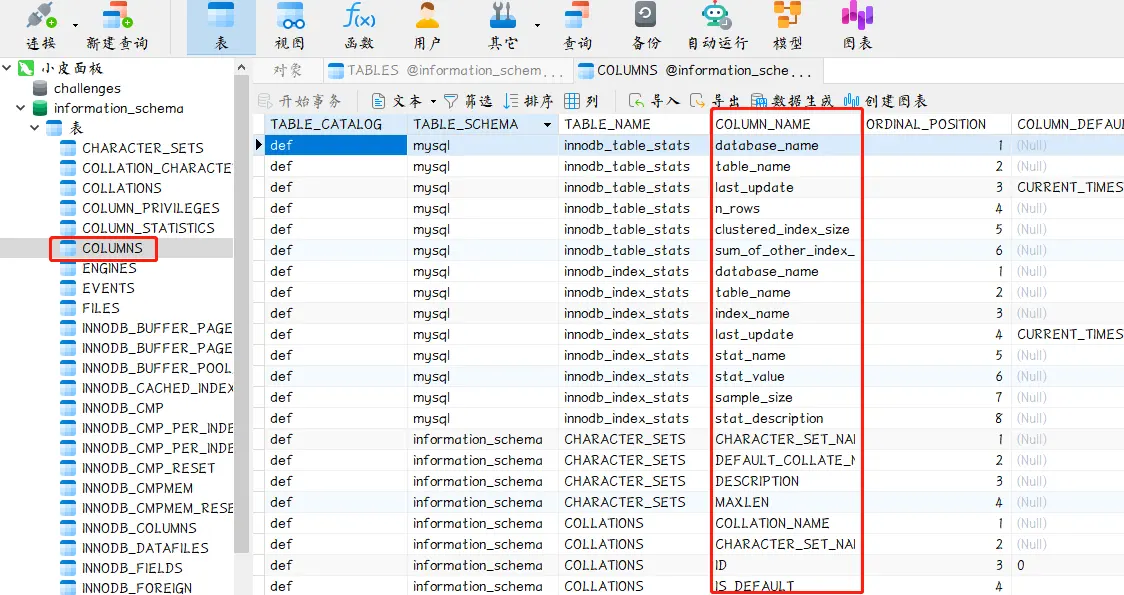 连接 新建查询 表 视图 函数 用户 其它 查询 备份 自动运行 模型 图表
小皮面板
challenges
information_schema
表
CHARACTER_SETS
COLLATION_CHARACTE
COLLATIONS
COLUMN_PRIVILEGES
COLUMN_STATISTICS
COLUMNS
ENGINES
EVENTS
FILES
INNODB_BUFFER_PAGE
INNODB_BUFFER_PAGE
INNODB_BUFFER_POOL
INNODB_CACHED_INDEX
INNODB_CMP
INNODB_CMP_PER_INDE
INNODB_CMP_PER_INDE
INNODB_CMP_RESET
INNODB_CMPMEM
INNODB_CMPMEM_RESE
INNODB_COLUMNS
INNODB_DATAFILES
INNODB_FIELDS
INNODB_FOREIGN
对象 TABLES @information_schem... COLUMNS @information_sche...
开始事务 文本 筛选 排序 列 导入 导出 数据生成 创建图表
TABLE_CATALOG TABLE_SCHEMA TABLE_NAME COLUMN_NAME ORDINAL_POSITION COLUMN_DEFAU
def mysql innodb_table_stats database_name 1 (Null)
def mysql innodb_table_stats table_name 2 (Null)
def mysql innodb_table_stats last_update 3 CURRENT_TIMES
def mysql innodb_table_stats n_rows 4 (Null)
def mysql innodb_table_stats clustered_index_size 5 (Null)
def mysql innodb_table_stats sum_of_other_index_ 6 (Null)
def mysql innodb_index_stats database_name 1 (Null)
def mysql innodb_index_stats table_name 2 (Null)
def mysql innodb_index_stats index_name 3 (Null)
def mysql innodb_index_stats last_update 4 CURRENT_TIMES
def mysql innodb_index_stats stat_name 5 (Null)
def mysql innodb_index_stats stat_value 6 (Null)
def mysql innodb_index_stats sample_size 7 (Null)
def mysql innodb_index_stats stat_description 8 (Null)
def information_schema CHARACTER_SETS CHARACTER_SET_NAI 1 (Null)
def information_schema CHARACTER_SETS DEFAULT_COLLATE_N 2 (Null)
def information_schema CHARACTER_SETS DESCRIPTION 3 (Null)
def information_schema CHARACTER_SETS MAXLEN 4 (Null)
def information_schema COLLATIONS COLLATION_NAME 1 (Null)
def information_schema COLLATIONS CHARACTER_SET_NAI 2 (Null)
def information_schema COLLATIONS ID 3 0
def information_schema COLLATIONS IS_DEFAULT 4